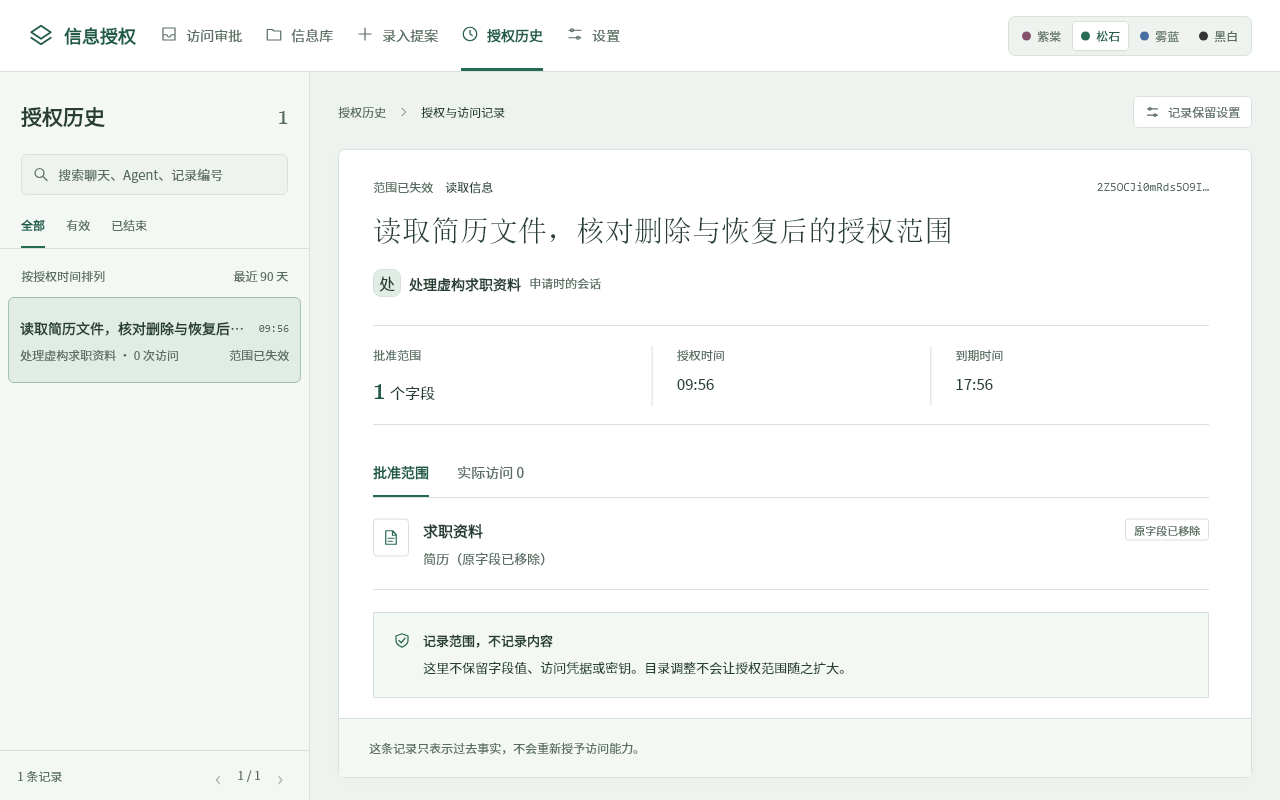 信息授权
访问审批
信息库
录入提案
授权历史
设置
紫棠
松石
雾蓝
黑白
授权历史
1
搜索聊天、Agent、记录编号
全部
有效
已结束
按授权时间排列
最近 90 天
读取简历文件，核对删除与恢复后…
09:56
处理虚构求职资料 · 0 次访问
范围已失效
1 条记录
‹ 1 / 1 ›
授权历史 > 授权与访问记录
记录保留设置
范围已失效 读取信息
2Z5OCJi0mRds5O9I…
读取简历文件，核对删除与恢复后的授权范围
处 处理虚构求职资料 申请时的会话
批准范围
1 个字段
授权时间
09:56
到期时间
17:56
批准范围
实际访问 0
求职资料
原字段已移除
简历（原字段已移除）
记录范围，不记录内容
这里不保留字段值、访问凭据或密钥。目录调整不会让授权范围随之扩大。
这条记录只表示过去事实，不会重新授予访问能力。